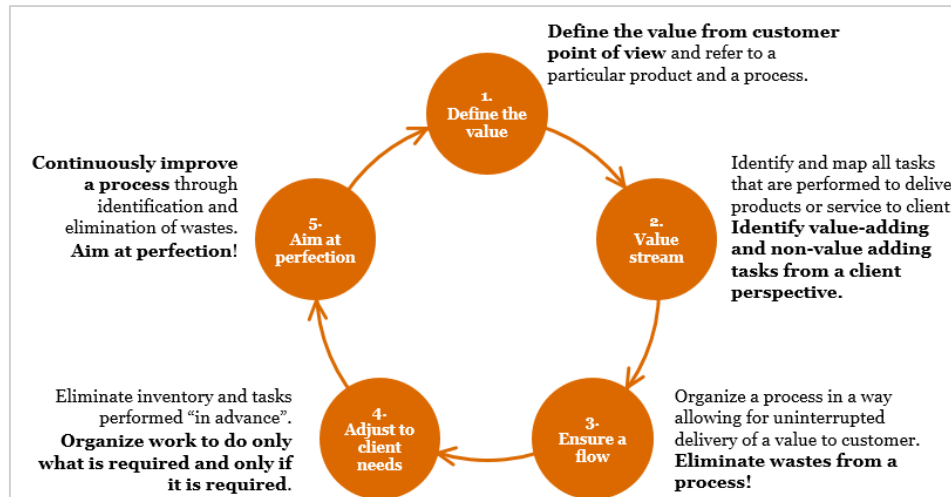 Define the value from customer
point of view and refer to a
particular product and a process.
1.
Define the
value
Identify and map all tasks
that are performed to delive
products or service to client
Identify value-adding
and non-value adding
tasks from a client
perspective.
2.
Value
stream
Organize a process in a way
allowing for uninterrupted
delivery of a value to customer.
Eliminate wastes from a
process!
3.
Ensure a
flow
Eliminate inventory and tasks
performed “in advance”.
Organize work to do only
what is required and only if
it is required.
4.
Adjust to
client
needs
Continuously improve
a process through
identification and
elimination of wastes.
Aim at perfection!
5.
Aim at
perfection